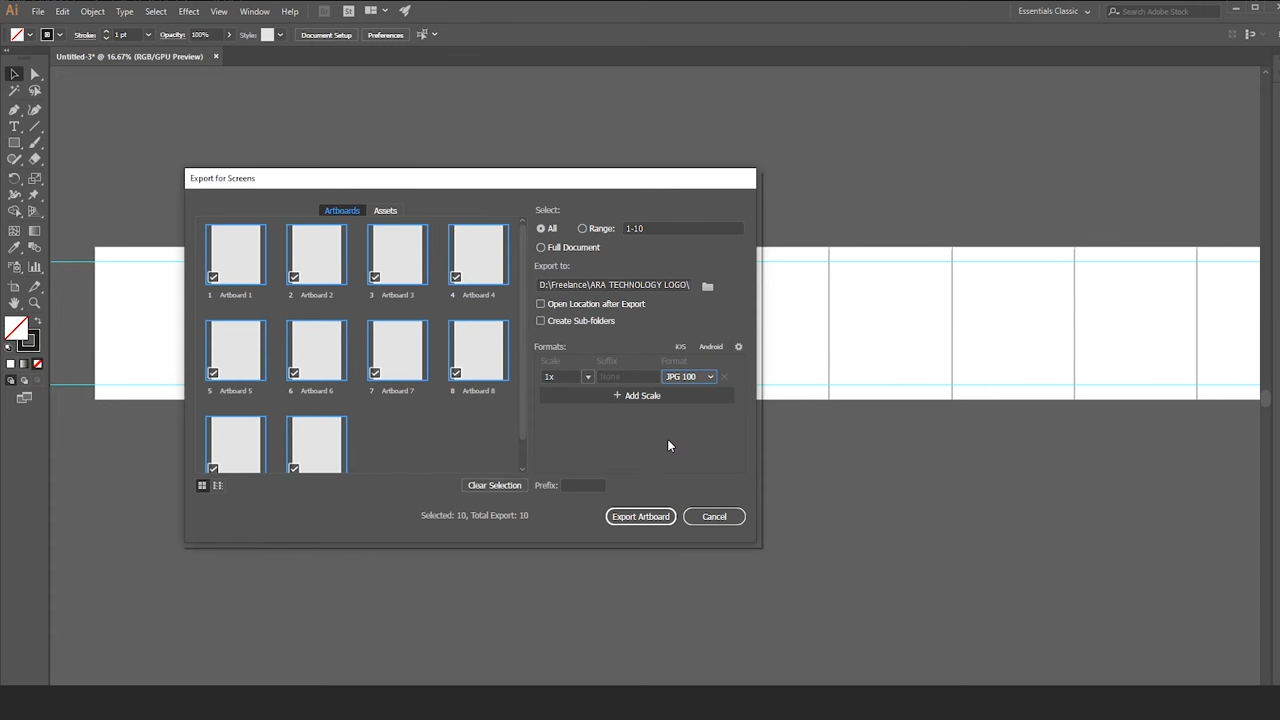 Ai File Edit Object Type Select Effect View Window Help Br St Essentials Classic Search Adobe Stock
Stroke: 1 pt Opacity: 100% Style: Document Setup Preferences
Untitled-3* @ 16.67% (RGB/GPU Preview) ×
Export for Screens
Artboards Assets
Select:
All Range: 1-10
Full Document
Export to:
D:\Freelance\ARA TECHNOLOGY LOGO\
Open Location after Export
Create Sub-folders
1 Artboard 1 2 Artboard 2 3 Artboard 3 4 Artboard 4
Formats: iOS Android
Scale Suffix Format
1x None JPG 100
+ Add Scale
5 Artboard 5 6 Artboard 6 7 Artboard 7 8 Artboard 8
Clear Selection Prefix:
Selected: 10, Total Export: 10 Export Artboard Cancel